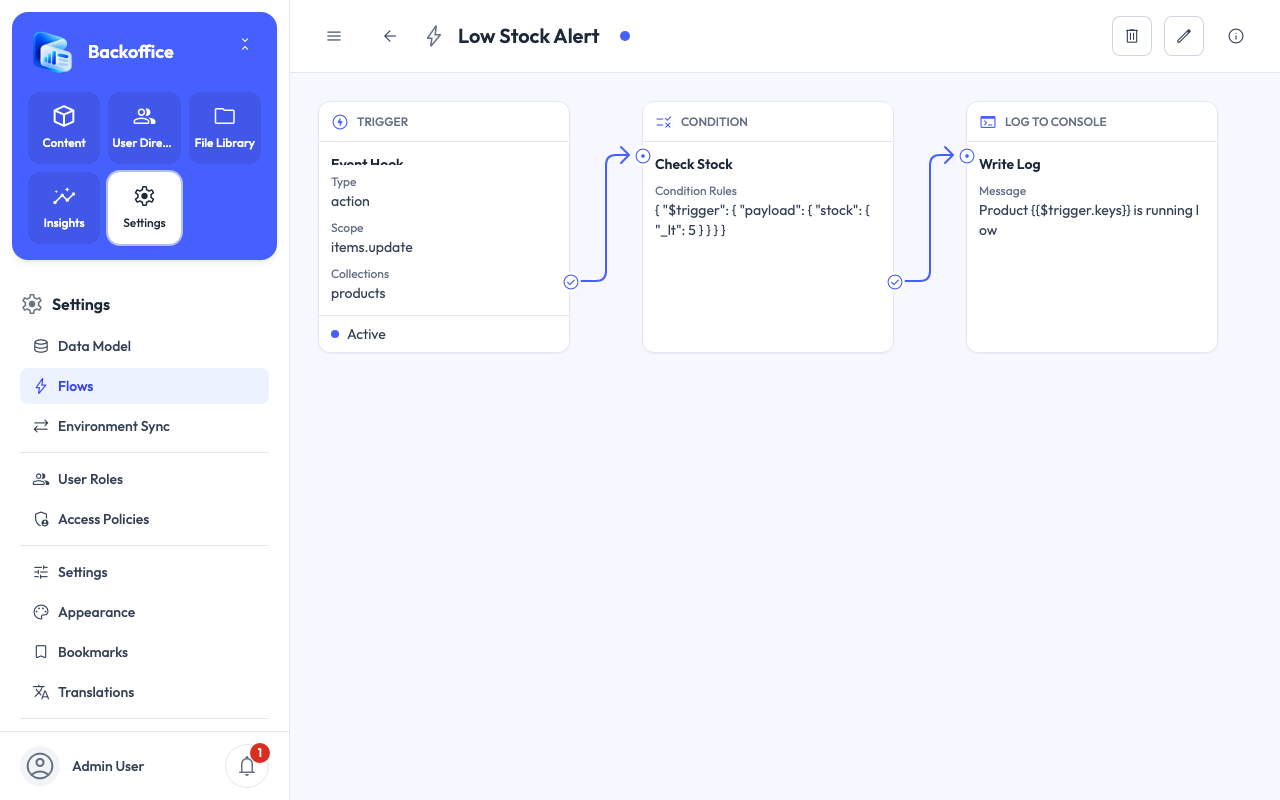 Backoffice
Content
User Dire...
File Library
Insights
Settings
Settings
Data Model
Flows
Environment Sync
User Roles
Access Policies
Settings
Appearance
Bookmarks
Translations
Admin User
1
Low Stock Alert
TRIGGER
Event Hook
Type
action
Scope
items.update
Collections
products
Active
CONDITION
Check Stock
Condition Rules
{ "$trigger": { "payload": { "stock": {
"_lt": 5 } } } }
LOG TO CONSOLE
Write Log
Message
Product {{$trigger.keys}} is running l
ow